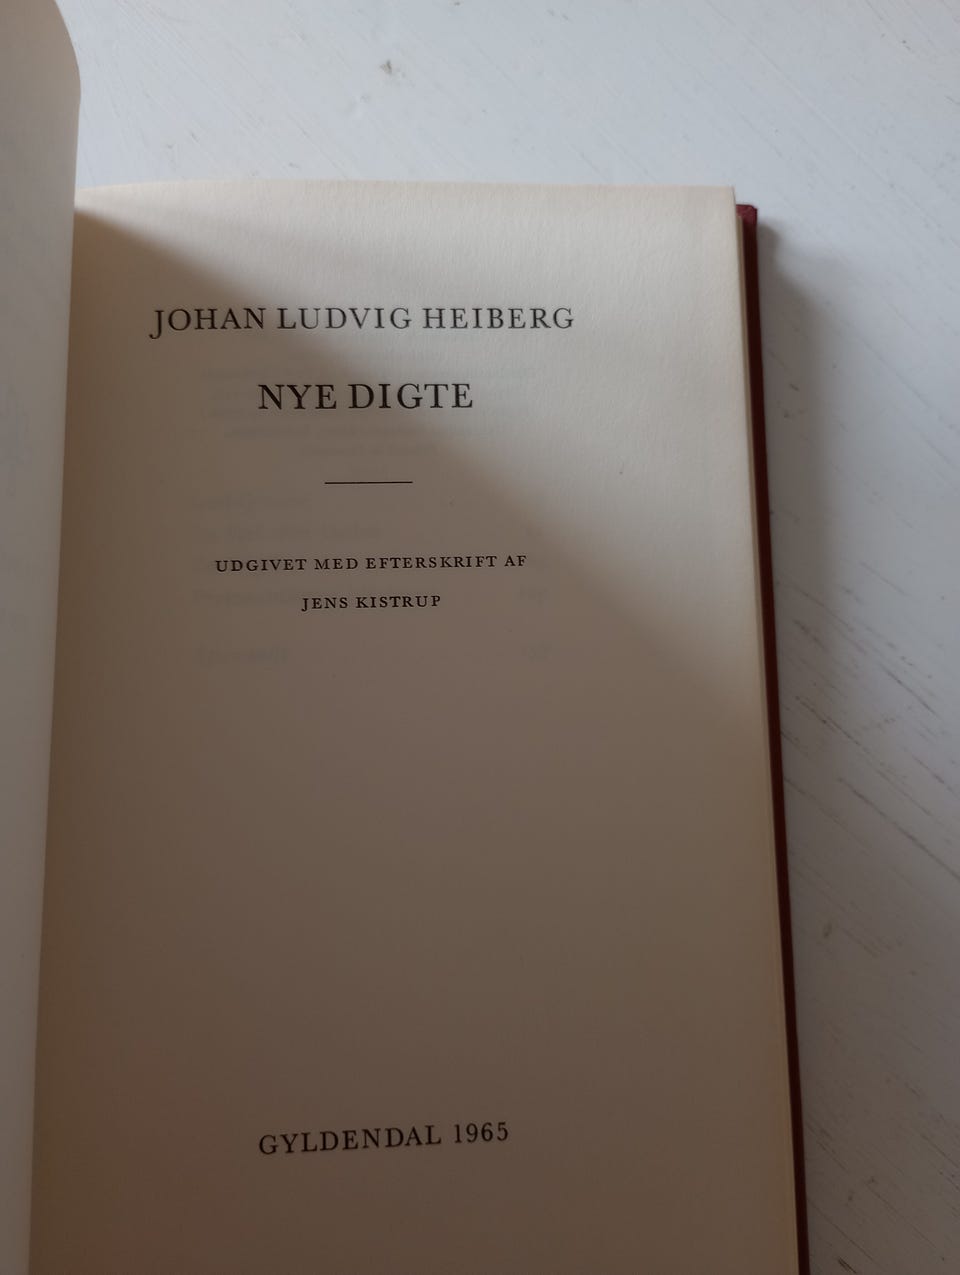 JOHAN LUDVIG HEIBERG
NYE DIGTE
UDGIVET MED EFTERSKRIFT AF
JENS KISTRUP
GYLDENDAL 1965